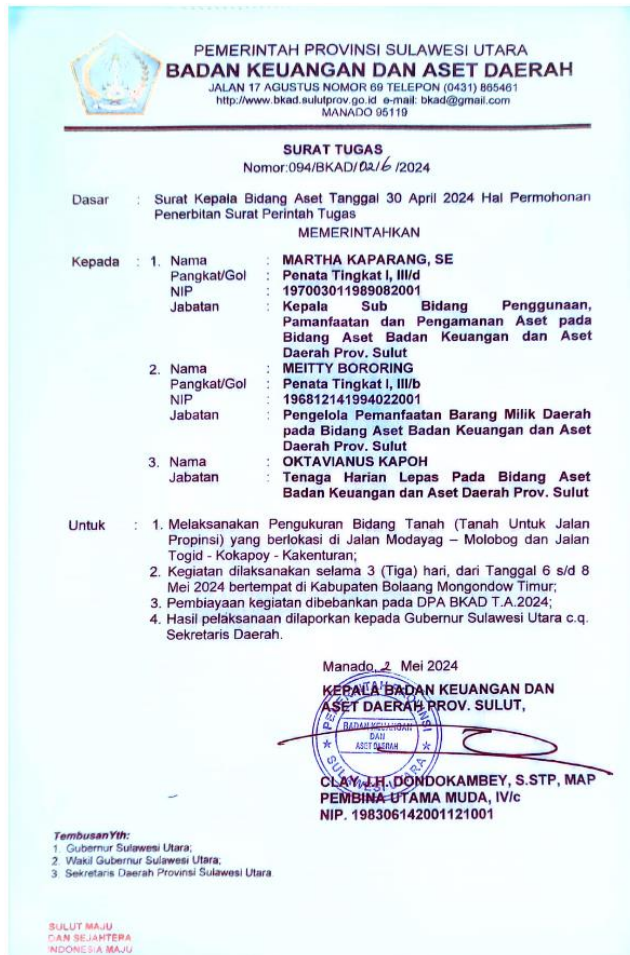 PEMERINTAH PROVINSI SULAWESI UTARA
BADAN KEUANGAN DAN ASET DAERAH
JALAN 17 AGUSTUS NOMOR 69 TELEPON (0431) 865461
http://www.bkad.sulutprov.go.id e-mail: bkad@gmail.com
MANADO 95119
SURAT TUGAS
Nomor:094/BKAD/0216/2024
Dasar : Surat Kepala Bidang Aset Tanggal 30 April 2024 Hal Permohonan
Penerbitan Surat Perintah Tugas
MEMERINTAHKAN
Kepada : 1. Nama : MARTHA KAPARANG, SE
Pangkat/Gol : Penata Tingkat I, III/d
NIP : 197003011989082001
Jabatan : Kepala Sub Bidang Penggunaan,
Pamanfaatan dan Pengamanan Aset pada
Bidang Aset Badan Keuangan dan Aset
Daerah Prov. Sulut
2. Nama : MEITTY BORORING
Pangkat/Gol : Penata Tingkat I, III/b
NIP : 196812141994022001
Jabatan : Pengelola Pemanfaatan Barang Milik Daerah
pada Bidang Aset Badan Keuangan dan Aset
Daerah Prov. Sulut
3. Nama : OKTAVIANUS KAPOH
Jabatan : Tenaga Harian Lepas Pada Bidang Aset
Badan Keuangan dan Aset Daerah Prov. Sulut
Untuk : 1. Melaksanakan Pengukuran Bidang Tanah (Tanah Untuk Jalan
Propinsi) yang berlokasi di Jalan Modayag – Molobog dan Jalan
Togid - Kokapoy - Kakenturan;
2. Kegiatan dilaksanakan selama 3 (Tiga) hari, dari Tanggal 6 s/d 8
Mei 2024 bertempat di Kabupaten Bolaang Mongondow Timur;
3. Pembiayaan kegiatan dibebankan pada DPA BKAD T.A.2024;
4. Hasil pelaksanaan dilaporkan kepada Gubernur Sulawesi Utara c.q.
Sekretaris Daerah.
Manado, 2 Mei 2024
KEPALA BADAN KEUANGAN DAN
ASET DAERAH PROV. SULUT,
PEMERINTAH PROVINSI
BADAN KEUANGAN
DAN
ASET DAERAH
SULAWESI UTARA
CLAY J.H. DONDOKAMBEY, S.STP, MAP
PEMBINA UTAMA MUDA, IV/c
NIP. 198306142001121001
Tembusan Yth:
1. Gubernur Sulawesi Utara;
2. Wakil Gubernur Sulawesi Utara;
3. Sekretaris Daerah Provinsi Sulawesi Utara.
SULUT MAJU
DAN SEJAHTERA
INDONESIA MAJU